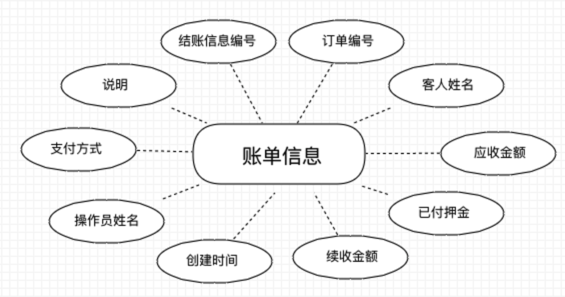 结账信息编号
订单编号
说明
客人姓名
支付方式
账单信息
应收金额
操作员姓名
已付押金
创建时间
续收金额